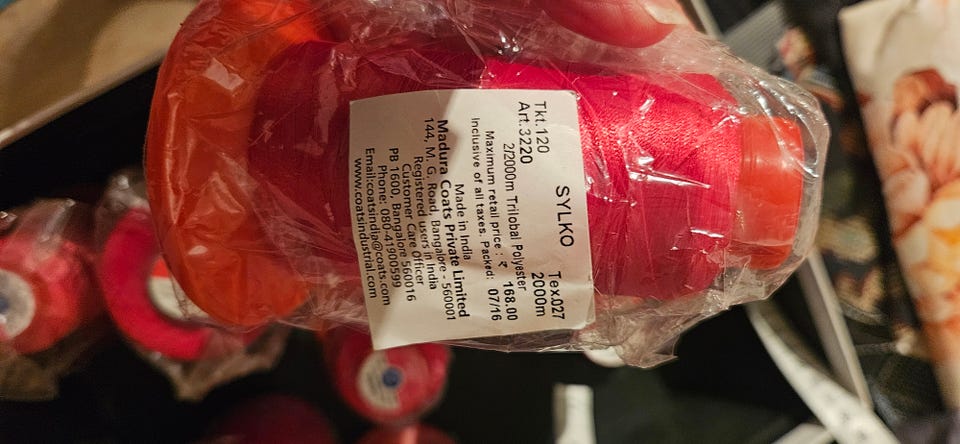 SYLKO
Tkt.120 Tex.027
Art.3220 2000m
2/2000m Trilobal Polyester
Maximum retail price : ₹ 168.00
Inclusive of all taxes. Packed: 07/16
Made in India
Madura Coats Private Limited
144, M. G. Road, Bangalore - 560001
Registered users in India
Customer Care officer
PB 1600, Bangalore 560016
Phone: 080-41900599
Email:coatsindia@coats.com
www.coatsindustrial.com